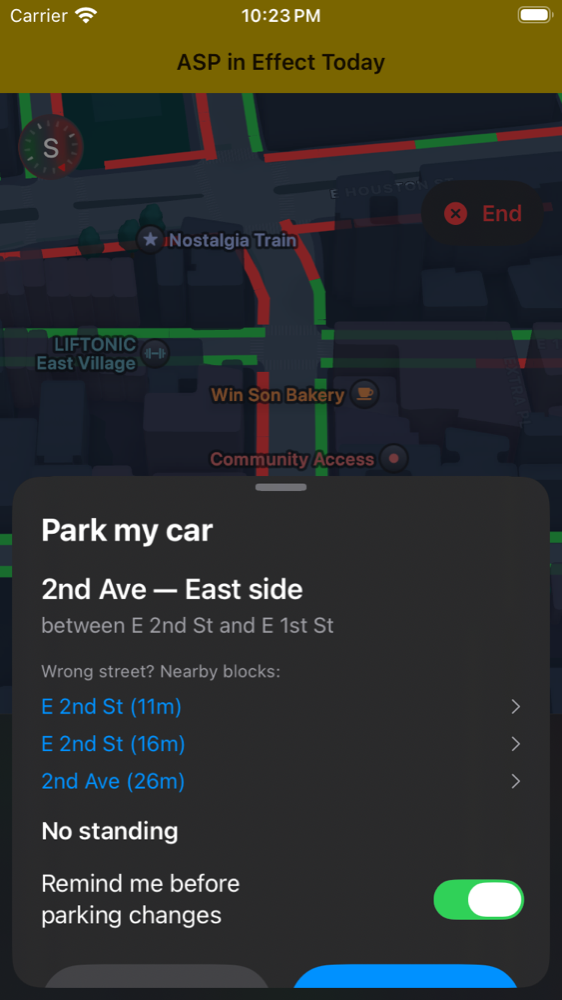 Carrier
10:23 PM
ASP in Effect Today
S
E HOUSTON ST
End
Nostalgia Train
LIFTONIC
East Village
Win Son Bakery
Community Access
Park my car
2nd Ave — East side
between E 2nd St and E 1st St
Wrong street? Nearby blocks:
E 2nd St (11m)
E 2nd St (16m)
2nd Ave (26m)
No standing
Remind me before
parking changes